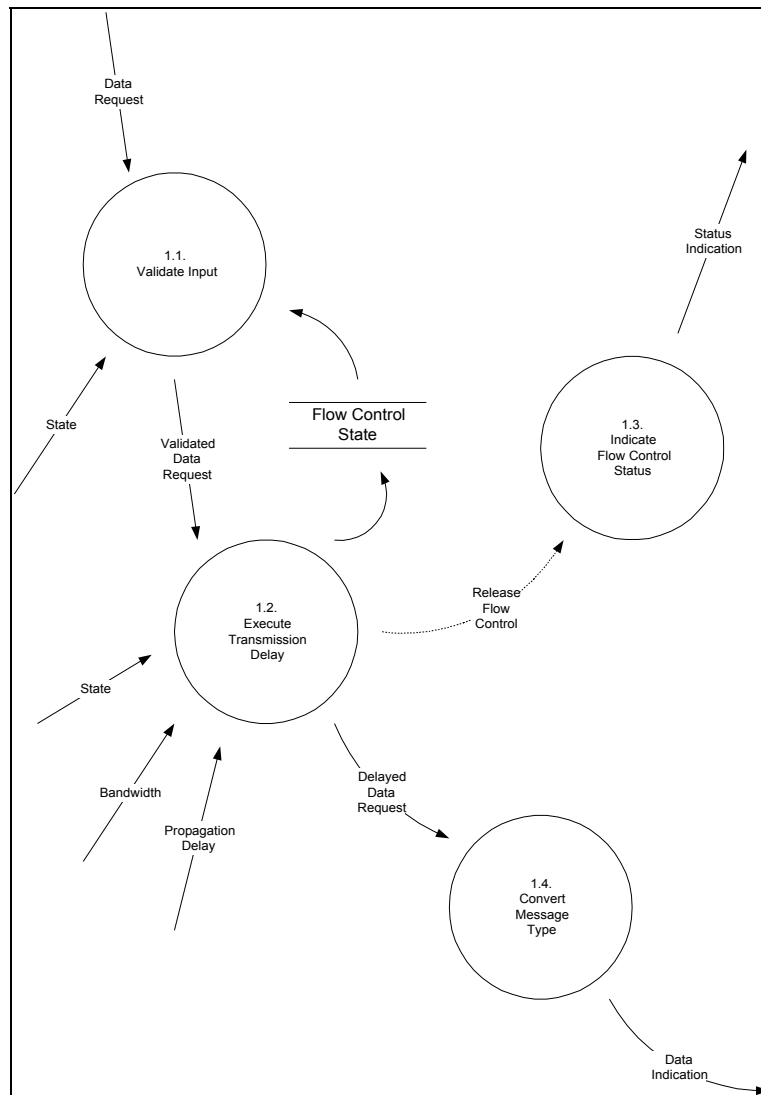 Data
Request
1.1.
Validate Input
Status
Indication
State
Validated
Data
Request
Flow Control
State
1.3.
Indicate
Flow Control
Status
1.2.
Execute
Transmission
Delay
Release
Flow
Control
State
Bandwidth
Propagation
Delay
Delayed
Data
Request
1.4.
Convert
Message
Type
Data
Indication